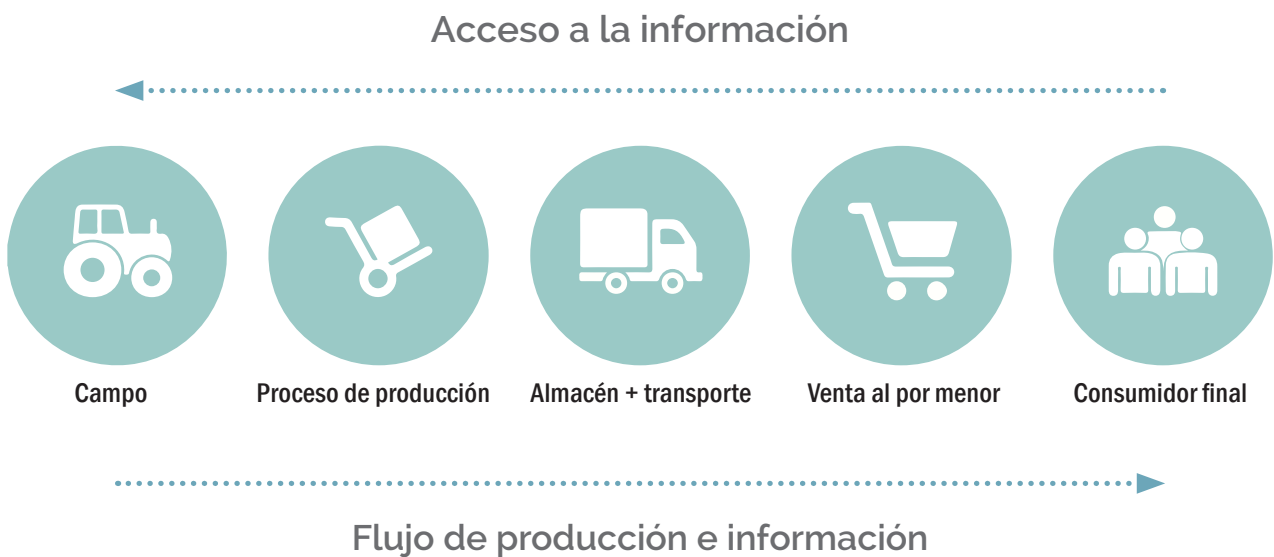 Acceso a la información
Campo
Proceso de producción
Almacén + transporte
Venta al por menor
Consumidor final
Flujo de producción e información